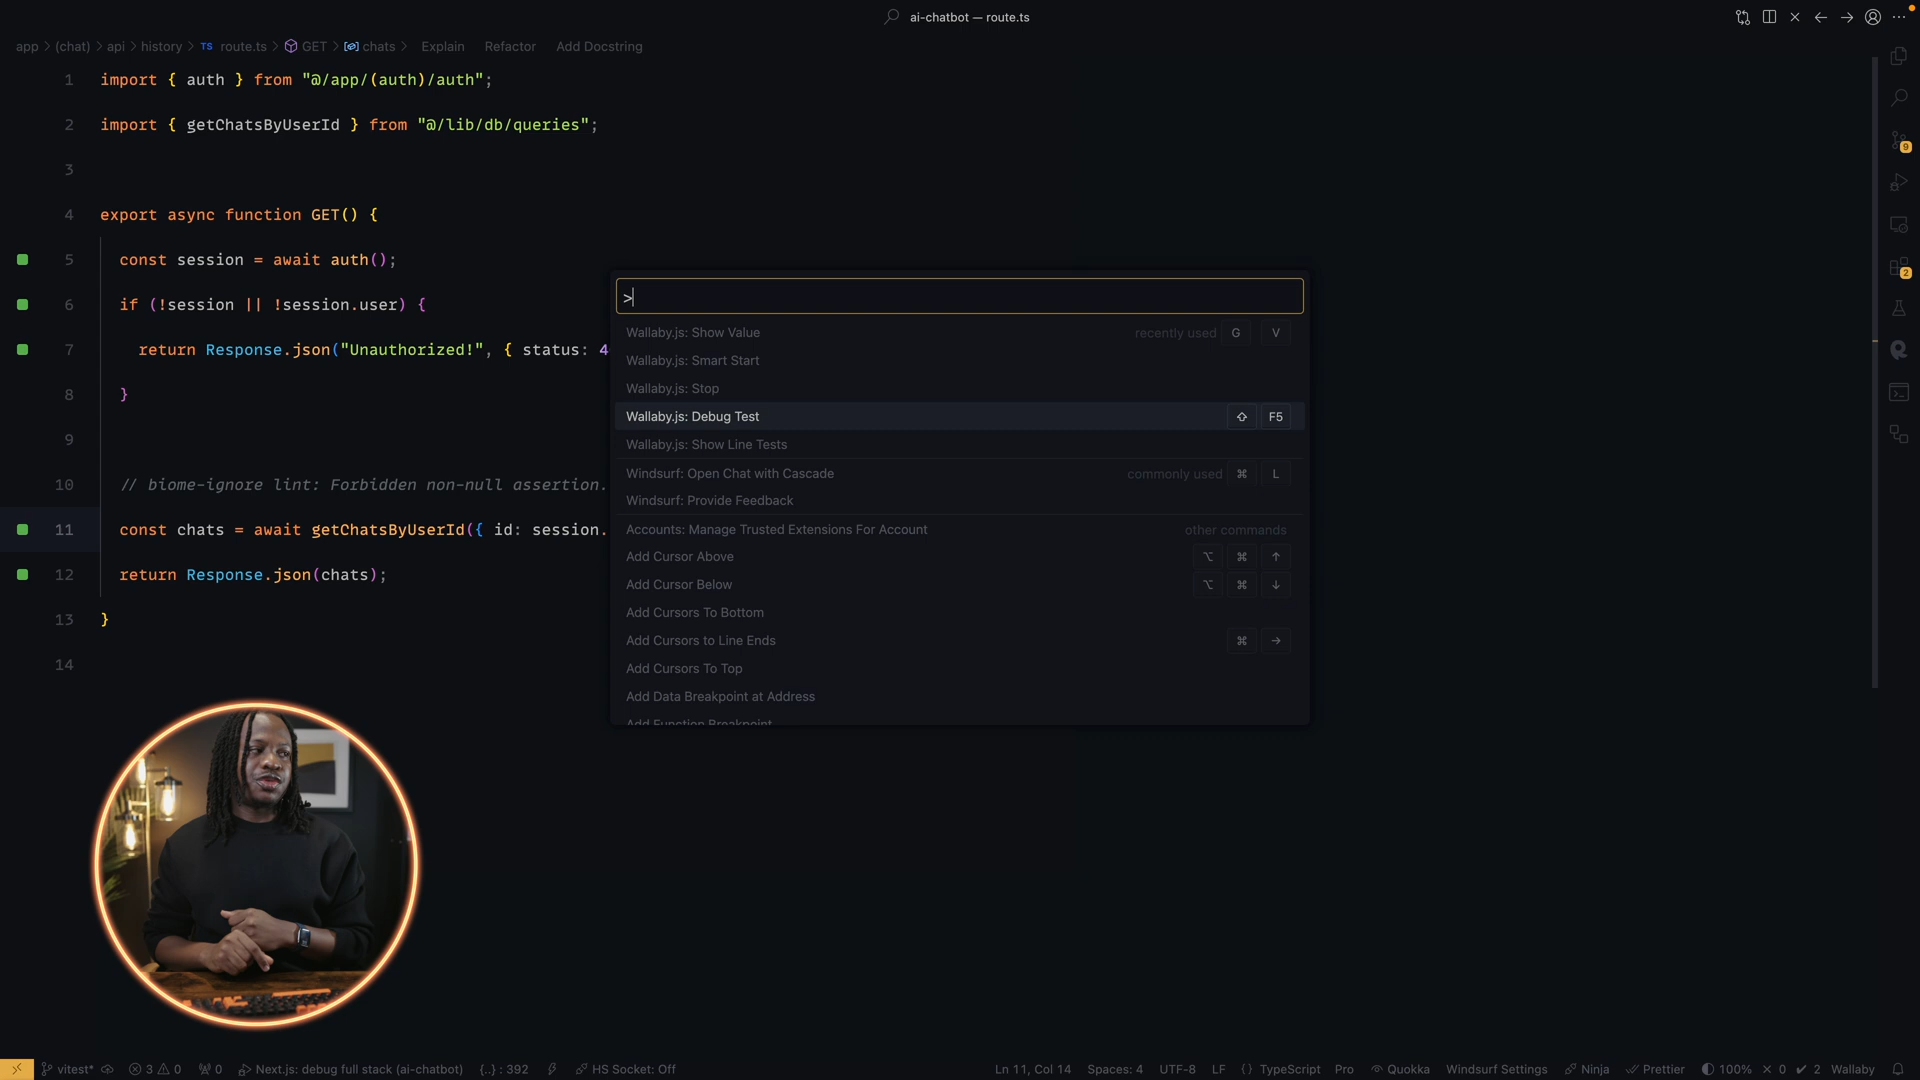 ai-chatbot — route.ts
app > (chat) > api > history > TS route.ts > GET > chats > Explain Refactor Add Docstring
1 import { auth } from "@/app/(auth)/auth";
2 import { getChatsByUserId } from "@/lib/db/queries";
3
4 export async function GET() {
5 const session = await auth();
6 if (!session || !session.user) {
7 return Response.json("Unauthorized!", { status: 4
8 }
9
10 // biome-ignore lint: Forbidden non-null assertion.
11 const chats = await getChatsByUserId({ id: session.
12 return Response.json(chats);
13 }
14
>
Wallaby.js: Show Value recently used G V
Wallaby.js: Smart Start
Wallaby.js: Stop
Wallaby.js: Debug Test ⇧ F5
Wallaby.js: Show Line Tests
Windsurf: Open Chat with Cascade commonly used ⌘ L
Windsurf: Provide Feedback
Accounts: Manage Trusted Extensions For Account other commands
Add Cursor Above ⌥ ⌘ ↑
Add Cursor Below ⌥ ⌘ ↓
Add Cursors To Bottom
Add Cursors to Line Ends ⌘ →
Add Cursors To Top
Add Data Breakpoint at Address
Add Function Breakpoint
9
2
vitest* 3 0 0 Next.js: debug full stack (ai-chatbot) {..} : 392 HS Socket: Off Ln 11, Col 14 Spaces: 4 UTF-8 LF {} TypeScript Pro Quokka Windsurf Settings Ninja Prettier 100% × 0 ✔ 2 Wallaby